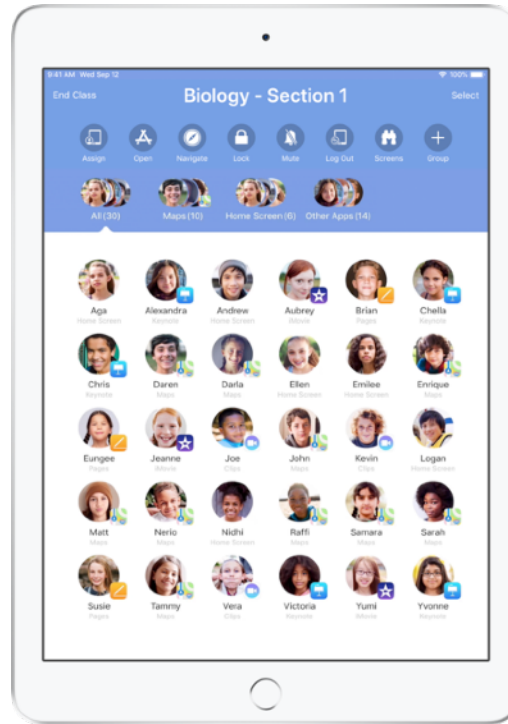 9:41 AM Wed Sep 12 100%
End Class Biology - Section 1 Select
Assign Open Navigate Lock Mute Log Out Screens Group
All (30) Maps (10) Home Screen (6) Other Apps (14)
Aga Alexandra Andrew Aubrey Brian Chella
Home Screen Keynote Home Screen iMovie Pages Keynote
Chris Daren Darla Ellen Emilee Enrique
Keynote Maps Maps Home Screen Home Screen Maps
Eungee Jeanne Joe John Kevin Logan
Pages iMovie Clips Maps Clips Home Screen
Matt Nerio Nidhi Raffi Samara Sarah
Maps Maps Home Screen Maps Maps Maps
Susie Tammy Vera Victoria Yumi Yvonne
Pages Maps Clips Keynote iMovie Keynote